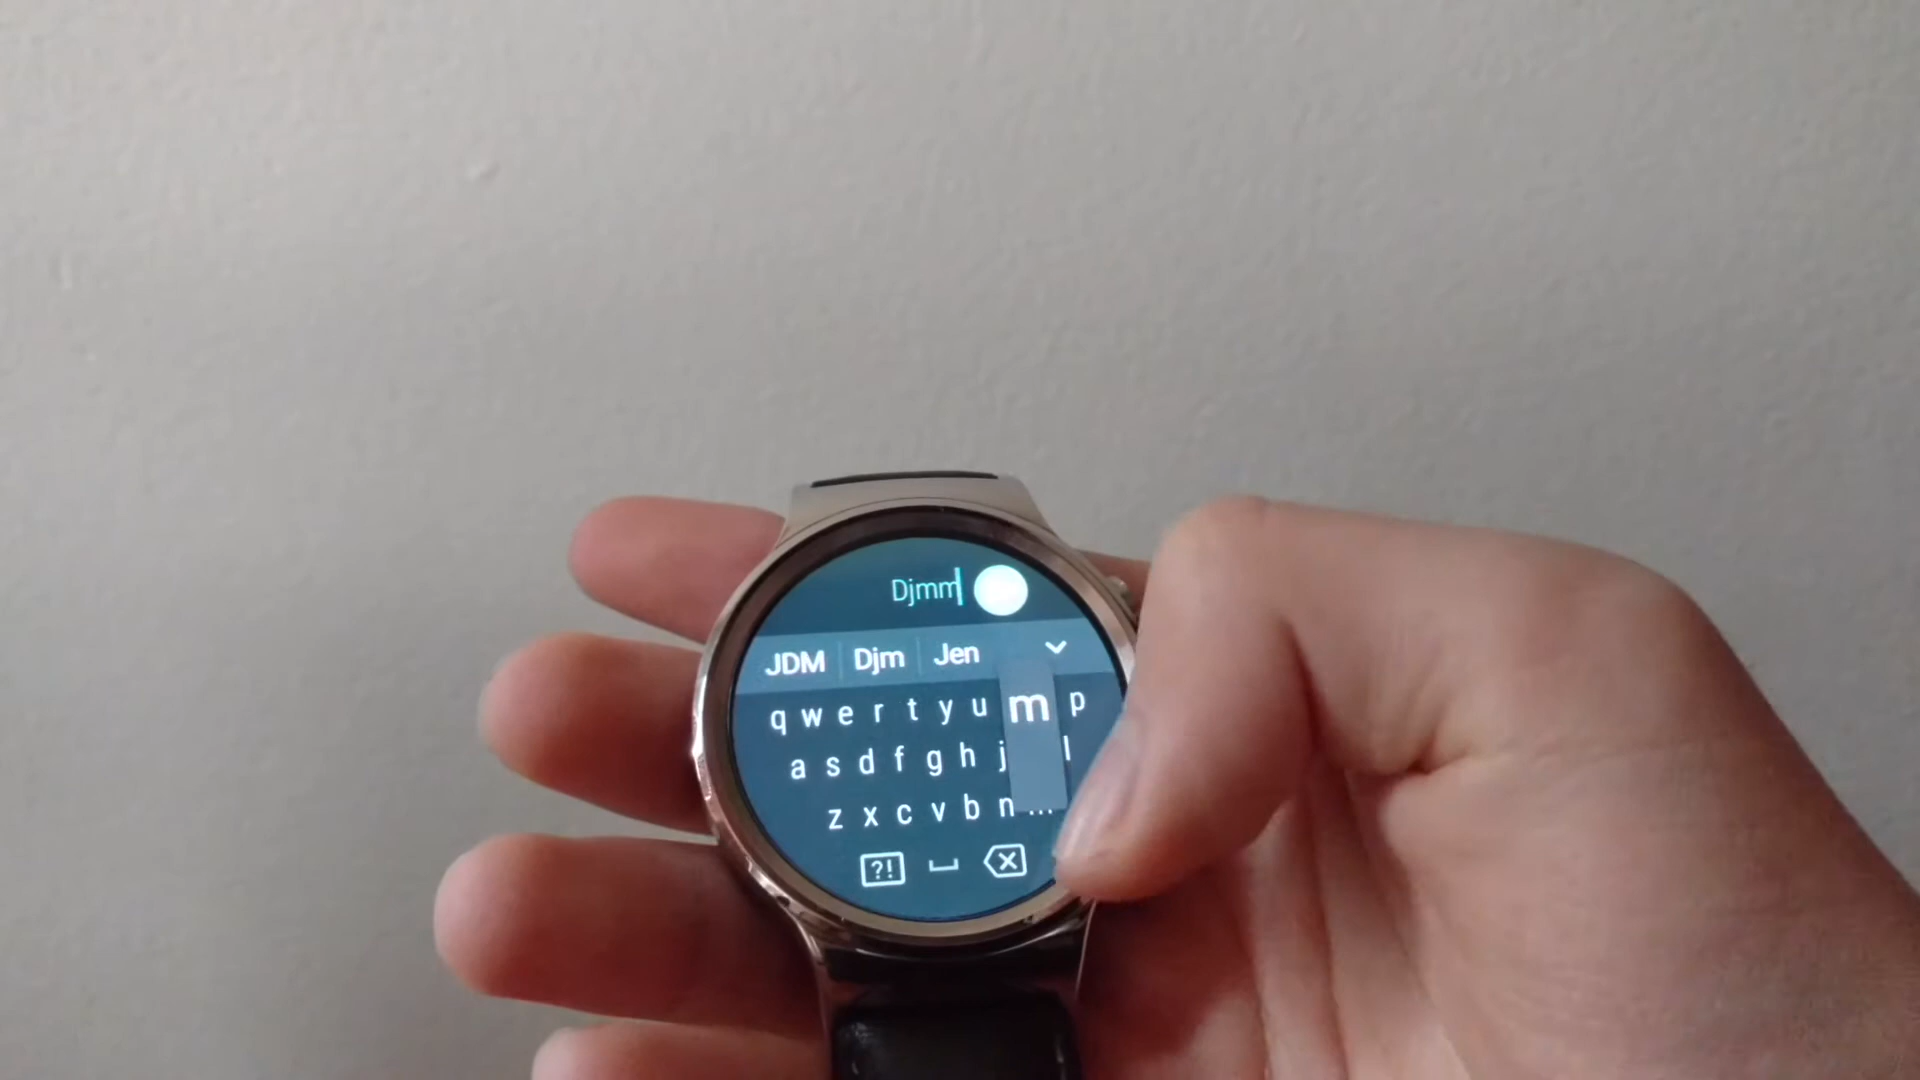 Djmm
JDM Djm Jen
q w e r t y u m p
a s d f g h j l
z x c v b n ...
?!